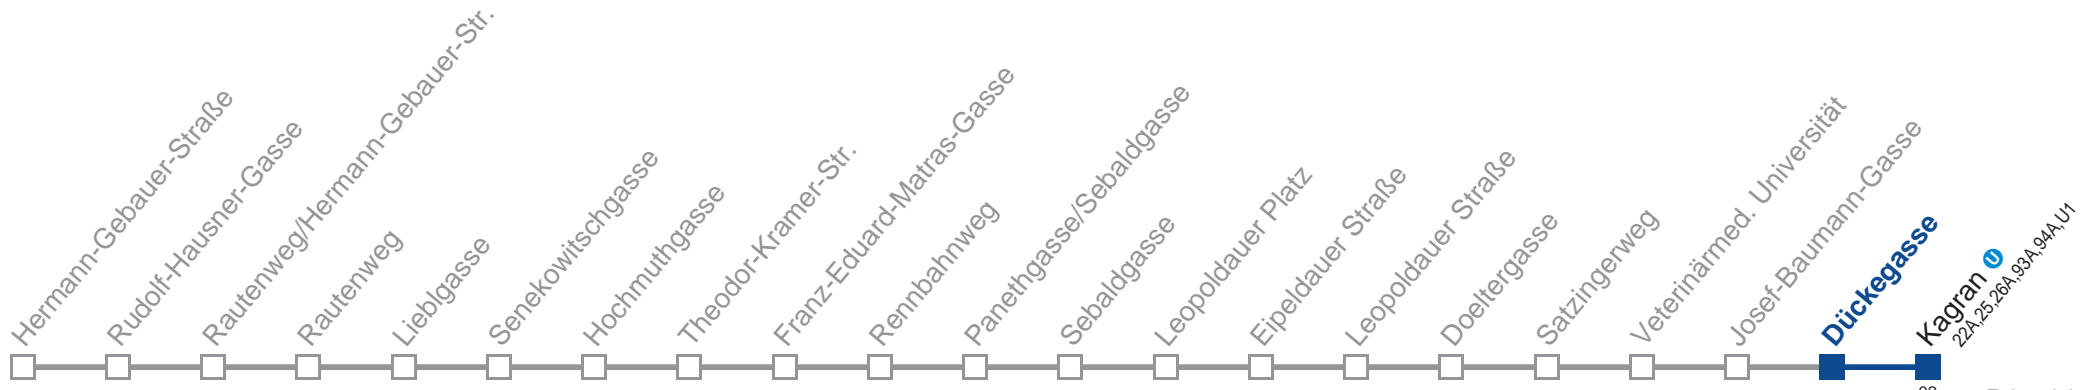 Hermann-Gebauer-Straße
Rudolf-Hausner-Gasse
Rautenweg/Hermann-Gebauer-Str.
Rautenweg
Lieblgasse
Senekowitschgasse
Hochmuthgasse
Theodor-Kramer-Str.
Franz-Eduard-Matras-Gasse
Rennbahnweg
Panethgasse/Sebaldgasse
Sebaldgasse
Leopoldauer Platz
Eipeldauer Straße
Leopoldauer Straße
Doeltergasse
Satzingerweg
Veterinärmed. Universität
Josef-Baumann-Gasse
Dückegasse
Kagran U
22A,25,26A,93A,94A,U1